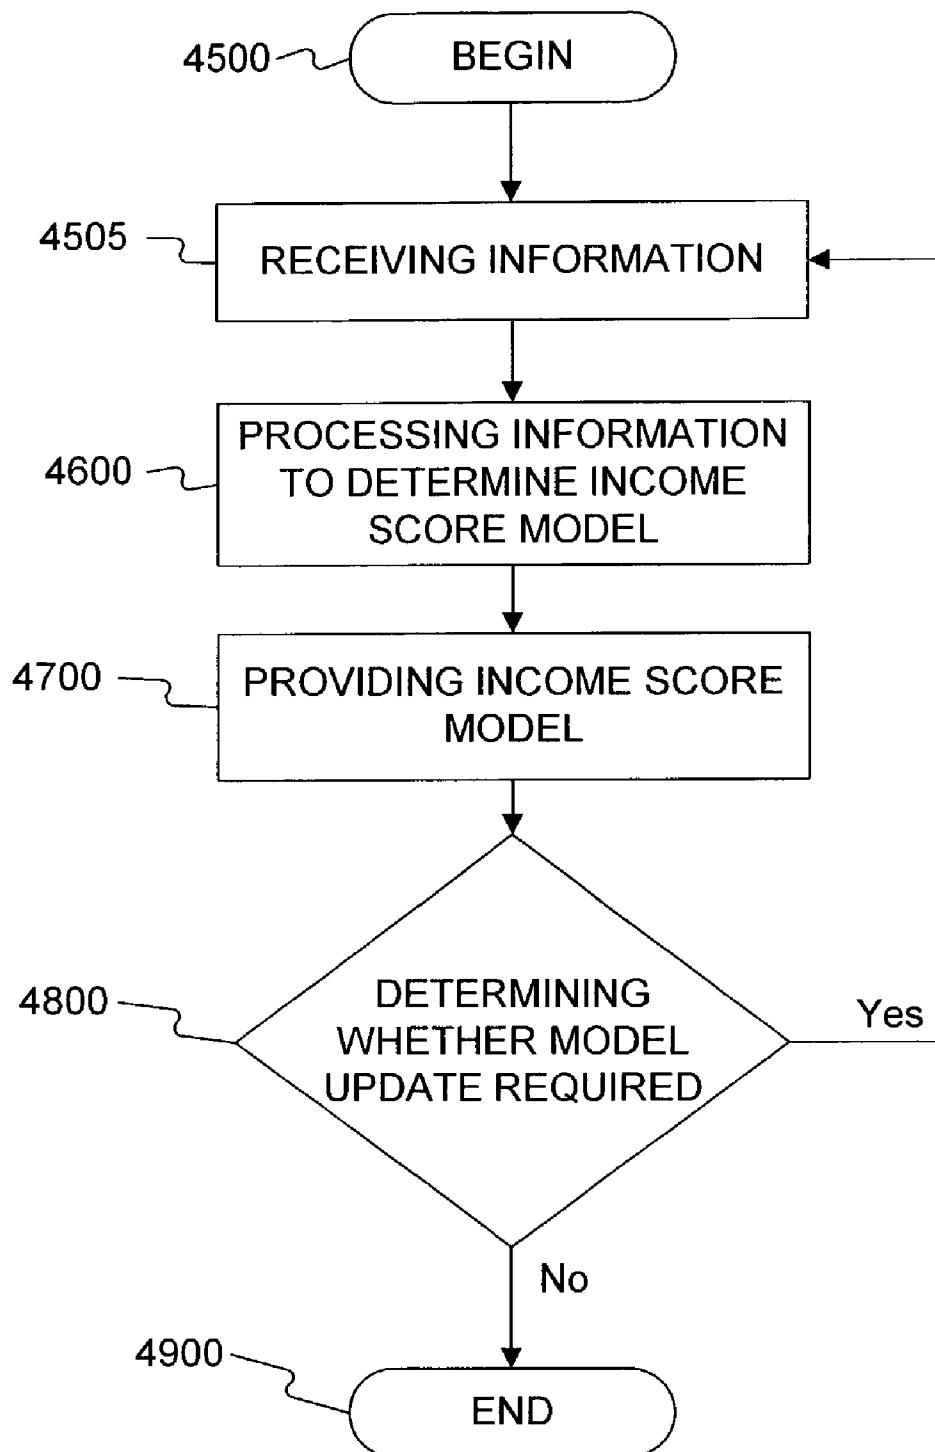 4500
BEGIN
4505
RECEIVING INFORMATION
4600
PROCESSING INFORMATION
TO DETERMINE INCOME
SCORE MODEL
4700
PROVIDING INCOME SCORE
MODEL
4800
DETERMINING
WHETHER MODEL
UPDATE REQUIRED
Yes
No
4900
END